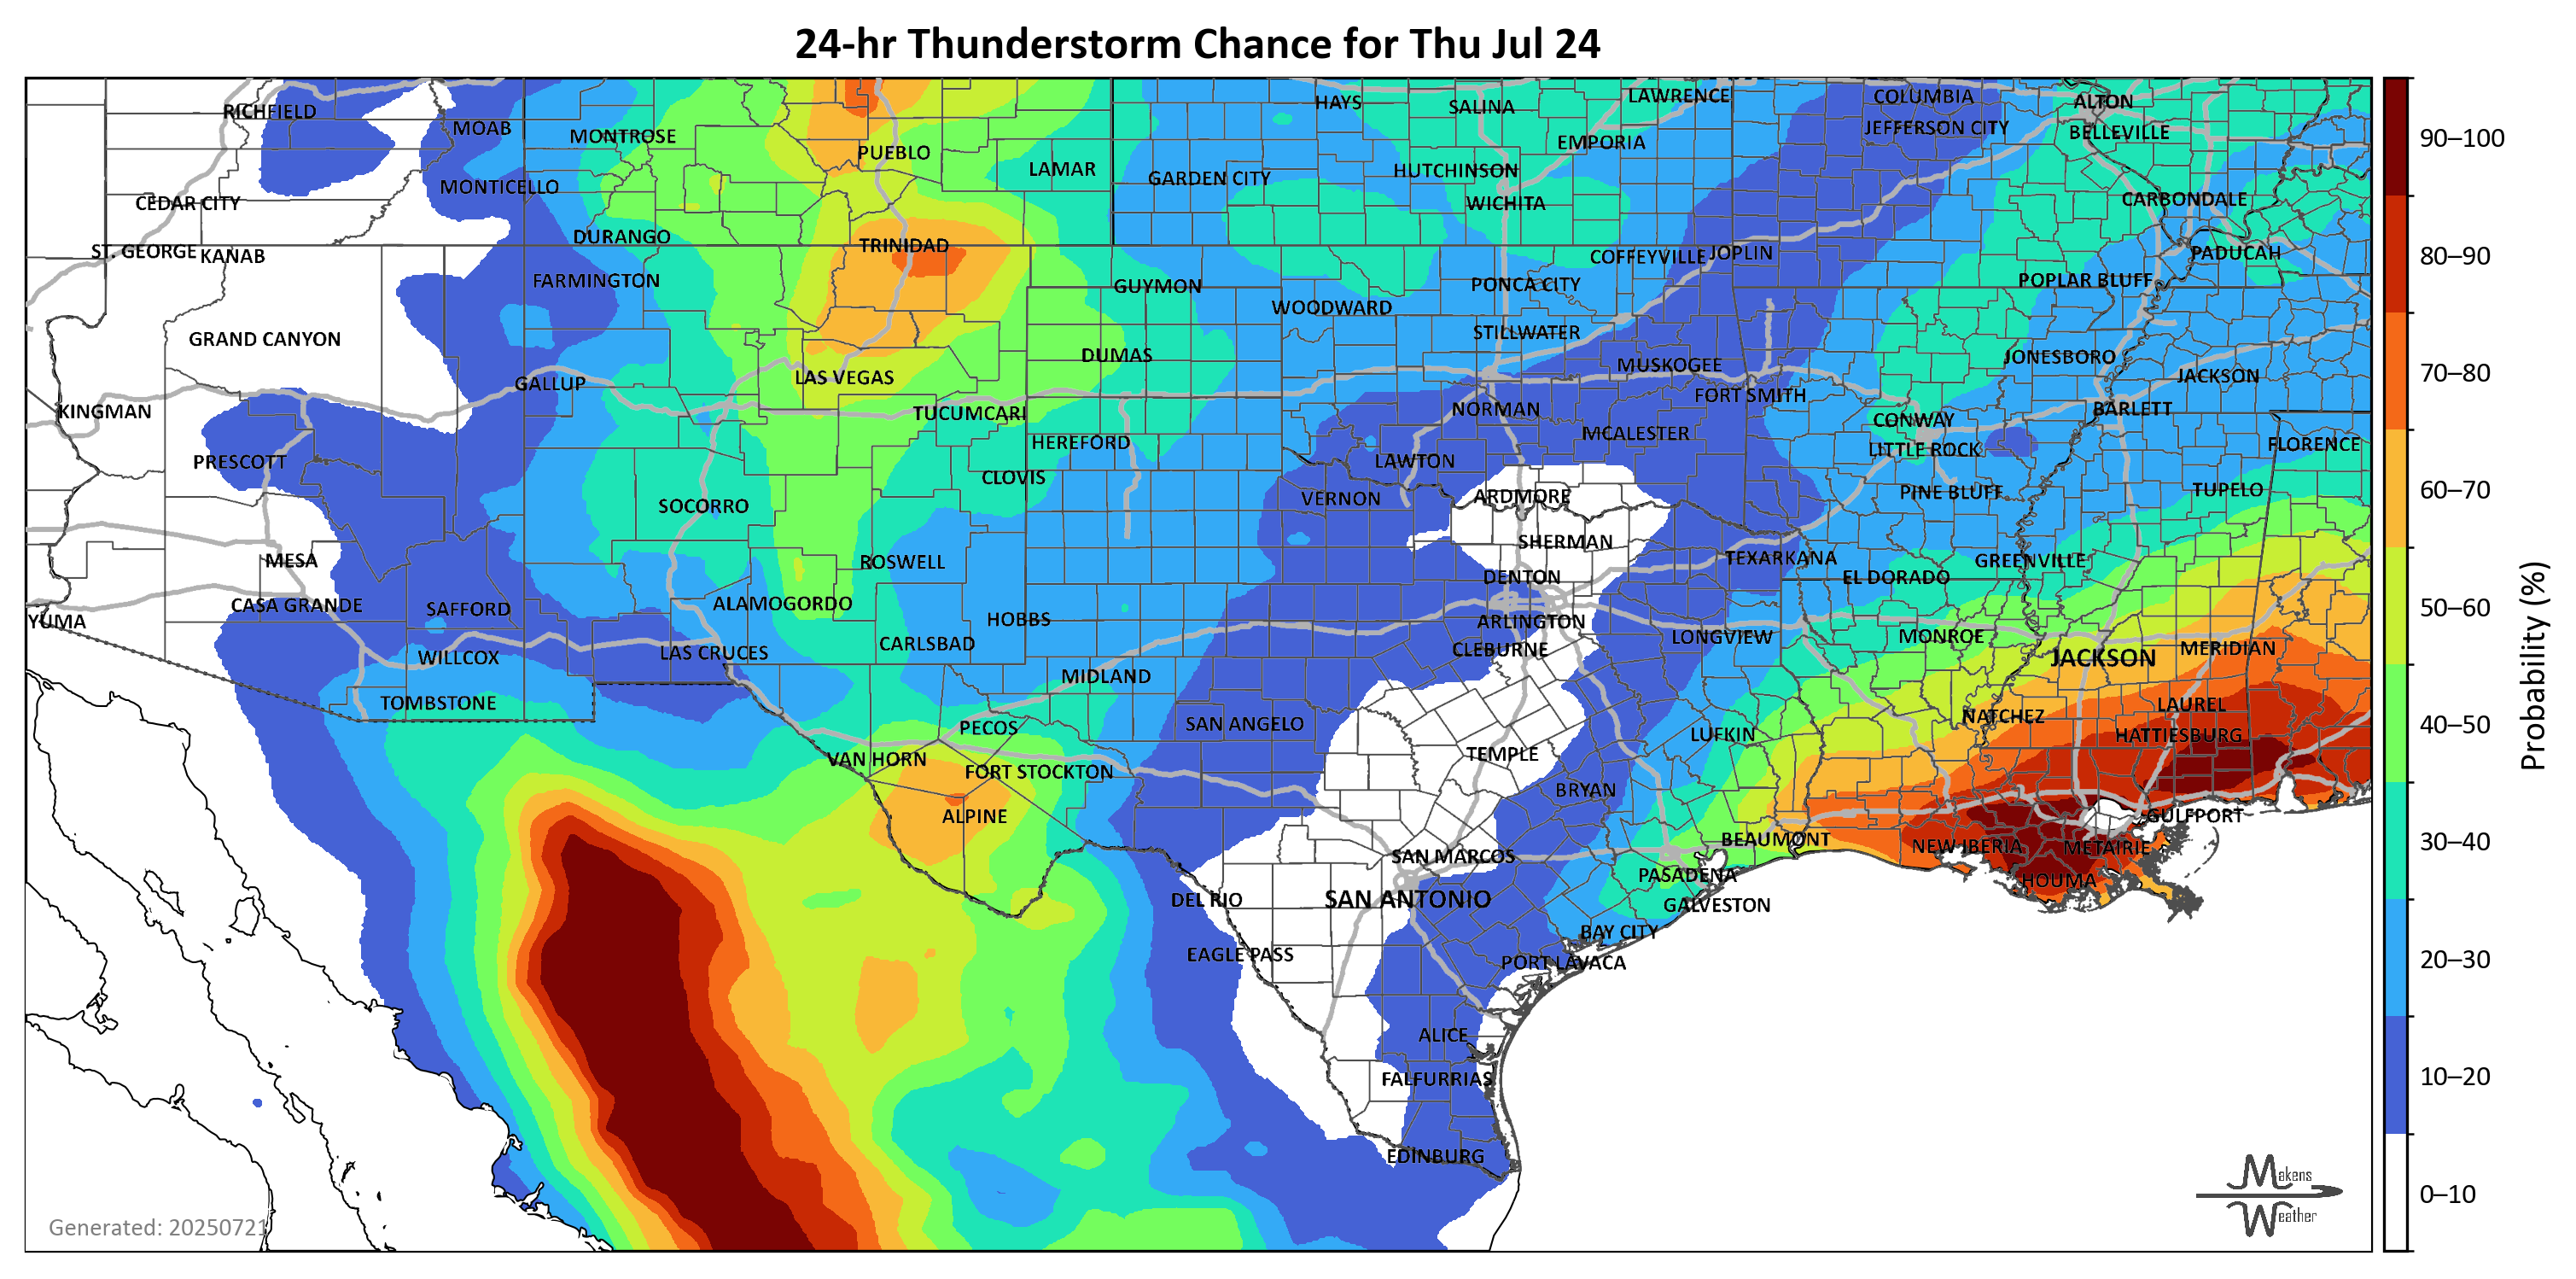 24-hr Thunderstorm Chance for Thu Jul 24
COLUMBIA
RICHFIELD
HAYS
SALINA
LAWRENCE
ALTON
MOAB
MONTROSE
JEFFERSON CITY
BELLEVILLE
90–100
PUEBLO
EMPORIA
LAMAR
GARDEN CITY
HUTCHINSON
MONTICELLO
CEDAR CITY
WICHITA
CARBONDALE
DURANGO
TRINIDAD
ST. GEORGE
KANAB
COFFEYVILLE
JOPLIN
PADUCAH
80–90
FARMINGTON
GUYMON
PONCA CITY
POPLAR BLUFF
WOODWARD
GRAND CANYON
STILLWATER
DUMAS
MUSKOGEE
JONESBORO
70–80
GALLUP
LAS VEGAS
JACKSON
FORT SMITH
KINGMAN
TUCUMCARI
NORMAN
BARLETT
CONWAY
HEREFORD
MCALESTER
FLORENCE
PRESCOTT
LAWTON
LITTLE ROCK
CLOVIS
SOCORRO
VERNON
ARDMORE
PINE BLUFF
TUPELO
60–70
MESA
ROSWELL
SHERMAN
TEXARKANA
GREENVILLE
DENTON
EL DORADO
CASA GRANDE
SAFFORD
ALAMOGORDO
50–60
YUMA
HOBBS
ARLINGTON
WILLCOX
LAS CRUCES
CARLSBAD
CLEBURNE
LONGVIEW
MONROE
JACKSON
MERIDIAN
Probability (%)
TOMBSTONE
MIDLAND
LAUREL
PECOS
SAN ANGELO
NATCHEZ
40–50
VAN HORN
FORT STOCKTON
TEMPLE
LUFKIN
HATTIESBURG
ALPINE
BRYAN
GULFPORT
SAN MARCOS
BEAUMONT
NEW IBERIA
METAIRIE
30–40
DEL RIO
SAN ANTONIO
PASADENA
HOUMA
GALVESTON
EAGLE PASS
BAY CITY
PORT LAVACA
20–30
ALICE
FALFURRIAS
10–20
EDINBURG
Makens
Weather
0–10
Generated: 20250721